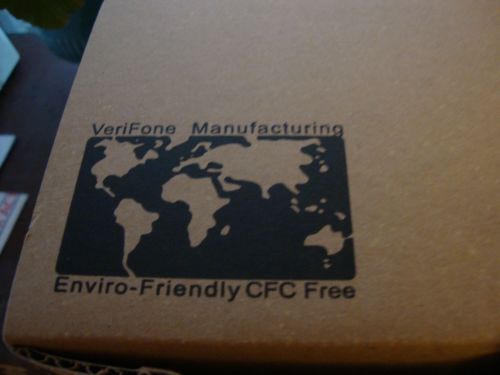 VeriFone Manufacturing
Enviro-Friendly CFC Free